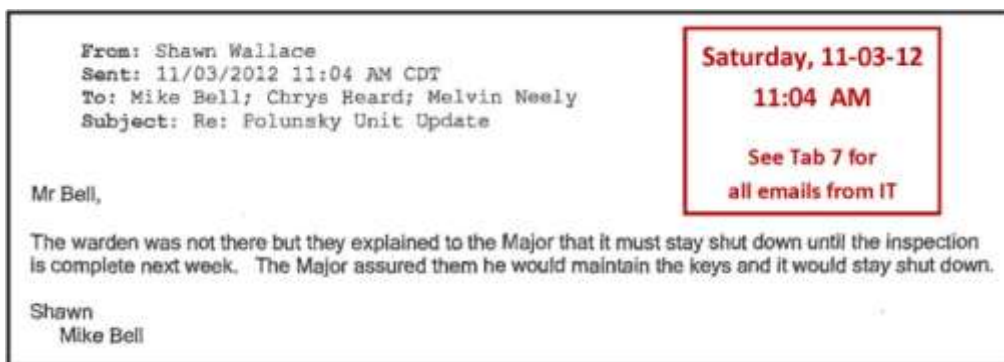 From: Shawn Wallace
Sent: 11/03/2012 11:04 AM CDT
To: Mike Bell; Chrys Heard; Melvin Neely
Subject: Re: Polunsky Unit Update
Saturday, 11-03-12
11:04 AM
See Tab 7 for
all emails from IT
Mr Bell,
The warden was not there but they explained to the Major that it must stay shut down until the inspection
is complete next week. The Major assured them he would maintain the keys and it would stay shut down.
Shawn
Mike Bell